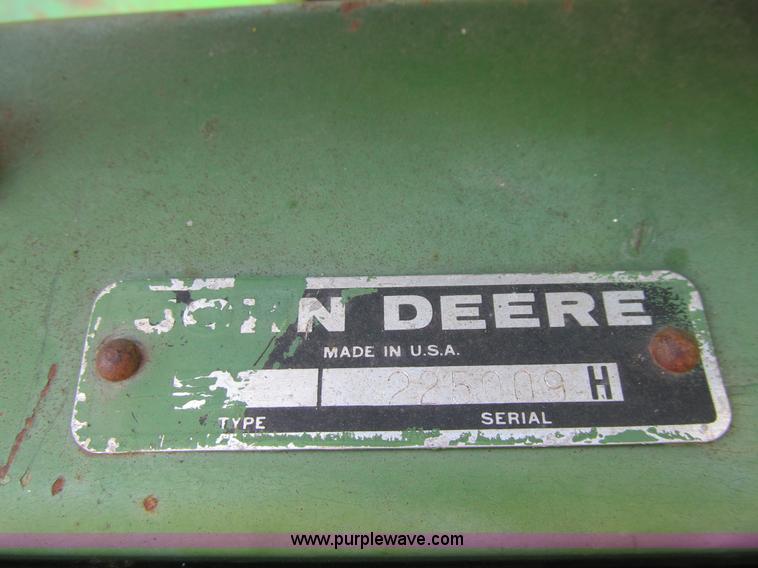 JOHN DEERE
MADE IN U.S.A.
225009 H
TYPE SERIAL
www.purplewave.com